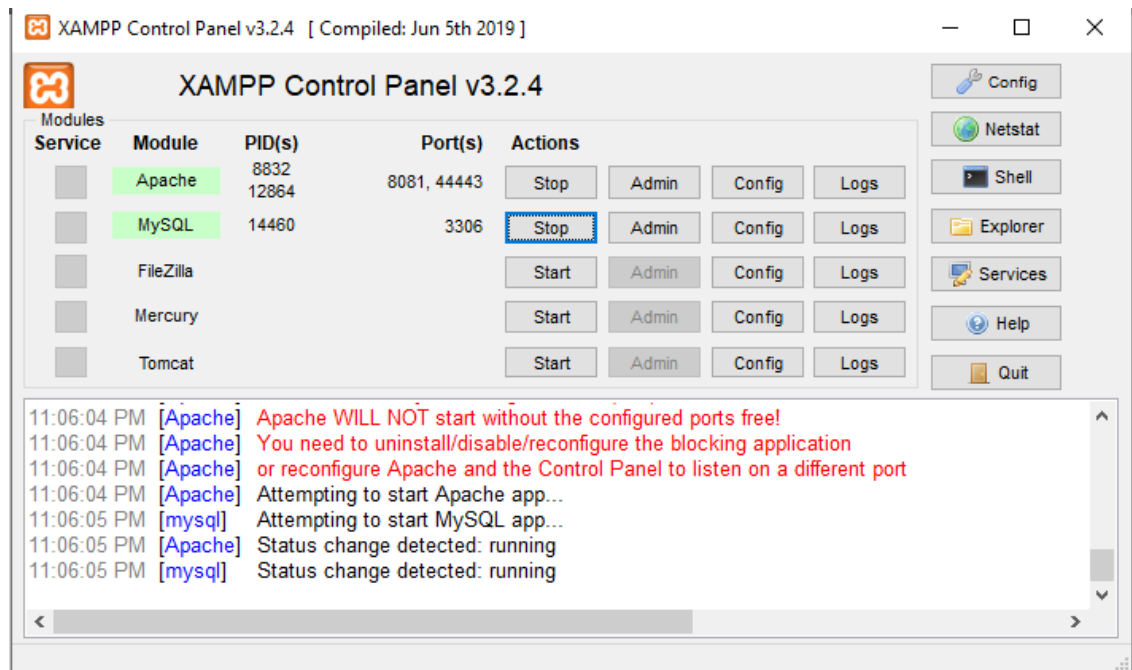 XAMPP Control Panel v3.2.4 [ Compiled: Jun 5th 2019 ]
XAMPP Control Panel v3.2.4
Config
Netstat
Shell
Explorer
Services
Help
Quit
Modules
Service Module PID(s) Port(s) Actions
Apache 8832 12864 8081, 44443 Stop Admin Config Logs
MySQL 14460 3306 Stop Admin Config Logs
FileZilla Start Admin Config Logs
Mercury Start Admin Config Logs
Tomcat Start Admin Config Logs
11:06:04 PM [Apache] Apache WILL NOT start without the configured ports free!
11:06:04 PM [Apache] You need to uninstall/disable/reconfigure the blocking application
11:06:04 PM [Apache] or reconfigure Apache and the Control Panel to listen on a different port
11:06:04 PM [Apache] Attempting to start Apache app...
11:06:05 PM [mysql] Attempting to start MySQL app...
11:06:05 PM [Apache] Status change detected: running
11:06:05 PM [mysql] Status change detected: running